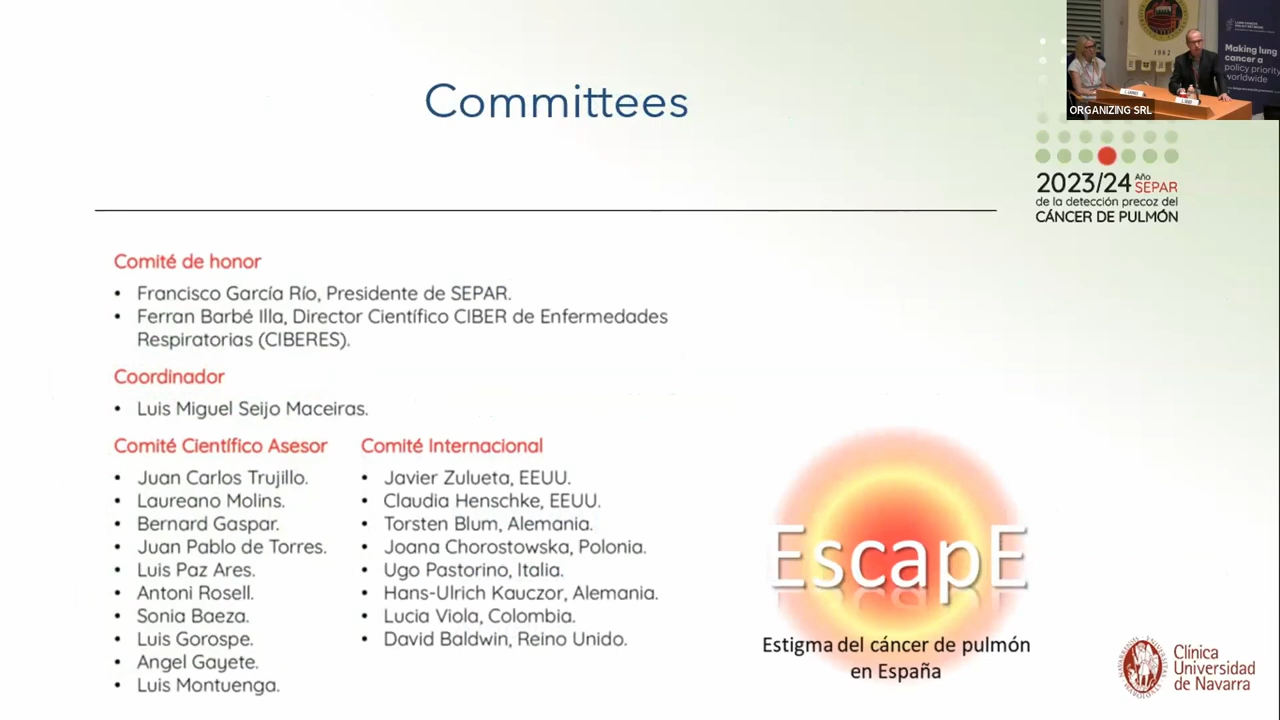 Committees
1982
Making lung
cancer a
policy priority
worldwide
ORGANIZING SRL
2023/24 Año SEPAR
de la detección precoz del
CÁNCER DE PULMÓN
Comité de honor
• Francisco García Río, Presidente de SEPAR.
• Ferran Barbé Illa, Director Científico CIBER de Enfermedades
Respiratorias (CIBERES).
Coordinador
• Luis Miguel Seijo Maceiras.
Comité Científico Asesor
• Juan Carlos Trujillo.
• Laureano Molins.
• Bernard Gaspar.
• Juan Pablo de Torres.
• Luis Paz Ares.
• Antoni Rosell.
• Sonia Baeza.
• Luis Gorospe.
• Angel Gayete.
• Luis Montuenga.
Comité Internacional
• Javier Zulueta, EEUU.
• Claudia Henschke, EEUU.
• Torsten Blum, Alemania.
• Joana Chorostowska, Polonia.
• Ugo Pastorino, Italia.
• Hans-Ulrich Kauczor, Alemania.
• Lucia Viola, Colombia.
• David Baldwin, Reino Unido.
EscapE
Estigma del cáncer de pulmón
en España
Clínica
Universidad
de Navarra